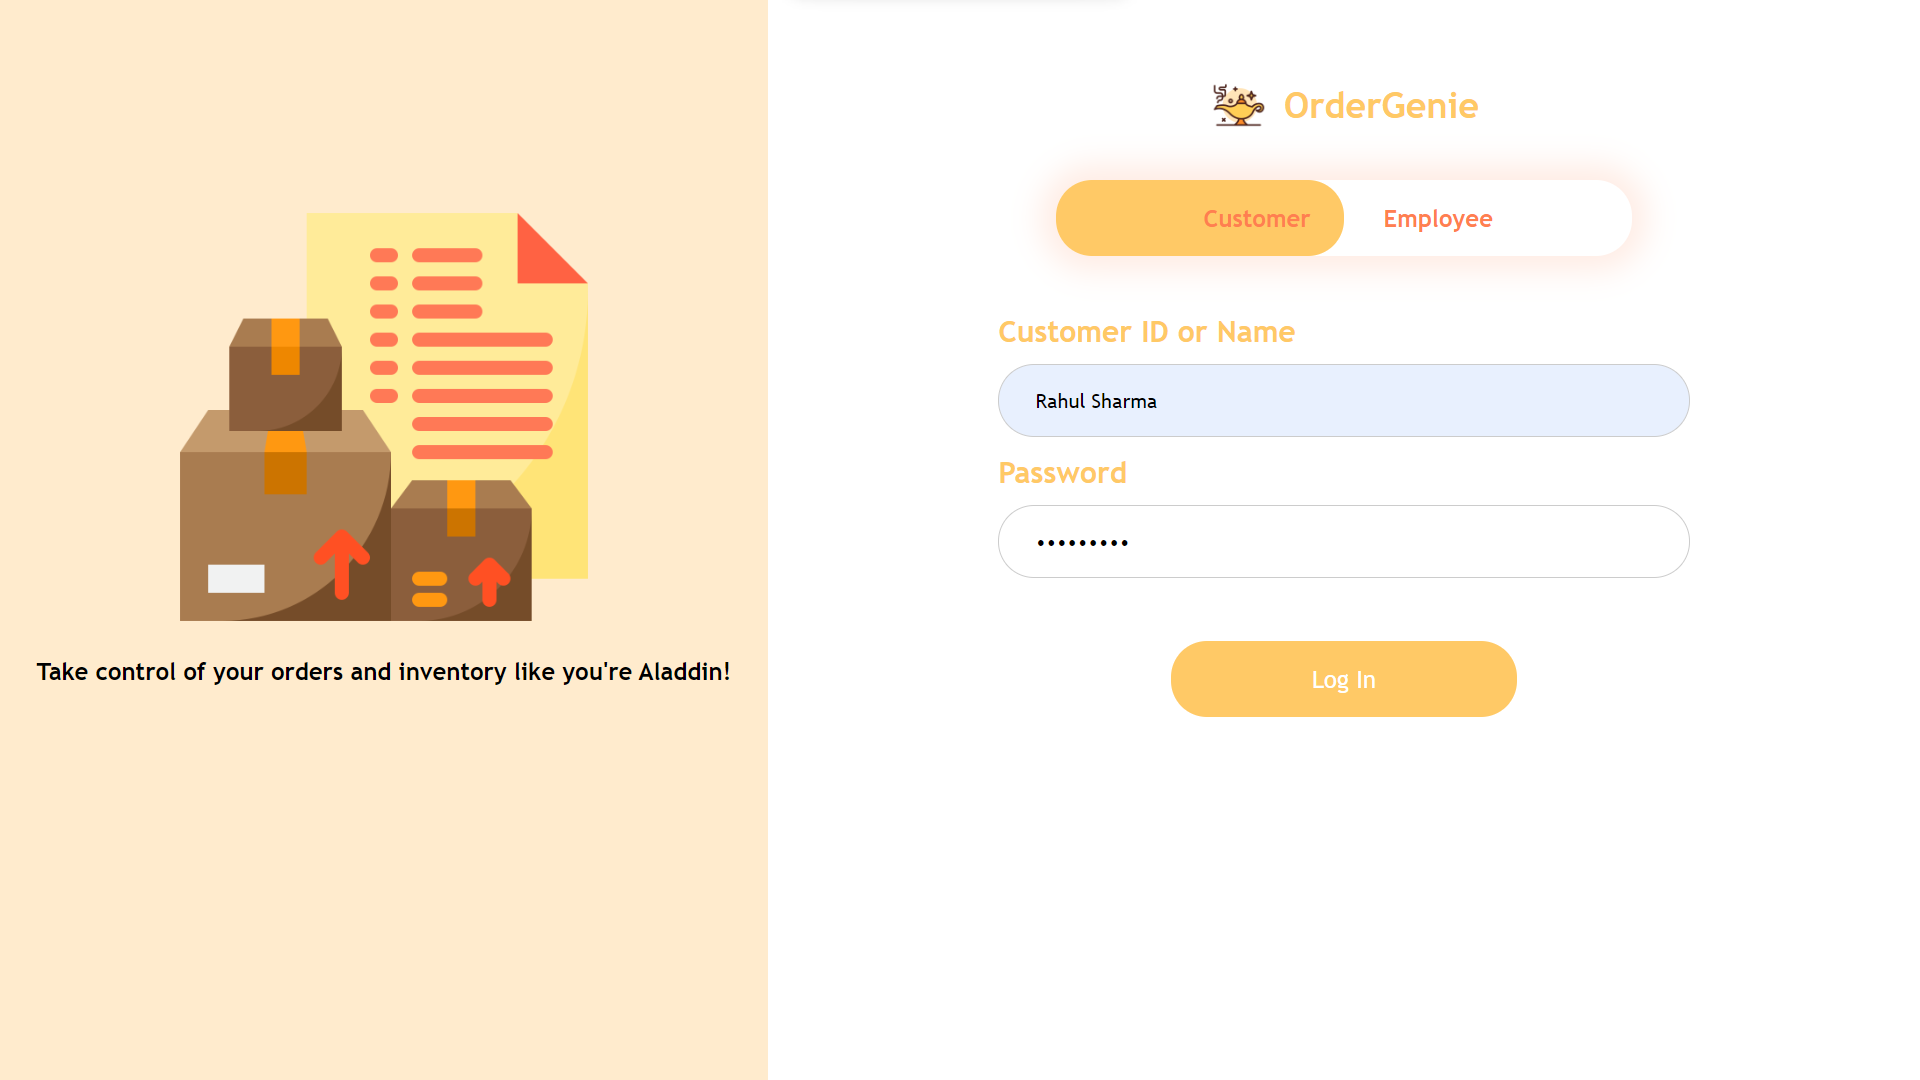 OrderGenie
Customer Employee
Customer ID or Name
Rahul Sharma
Password
•••••••••
Log In
Take control of your orders and inventory like you're Aladdin!